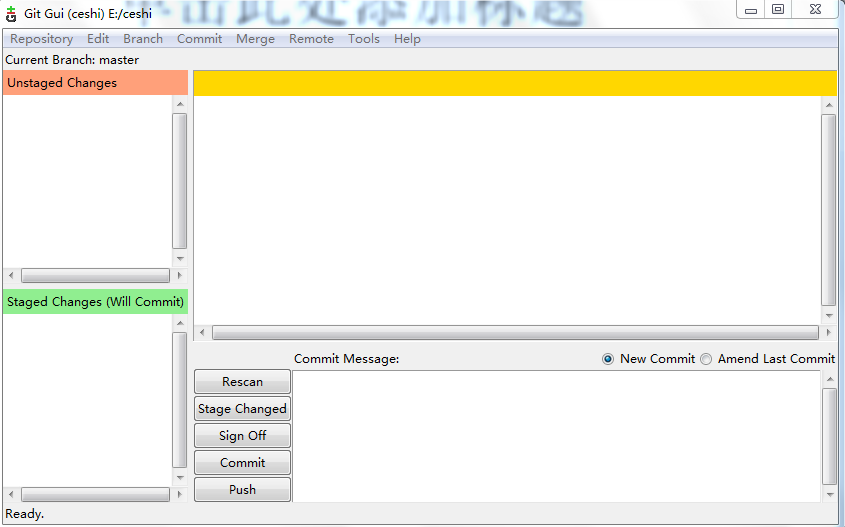 单击此处添加标题
Git Gui (ceshi) E:/ceshi
Repository Edit Branch Commit Merge Remote Tools Help
Current Branch: master
Unstaged Changes
Staged Changes (Will Commit)
Commit Message:
New Commit
Amend Last Commit
Rescan
Stage Changed
Sign Off
Commit
Push
Ready.